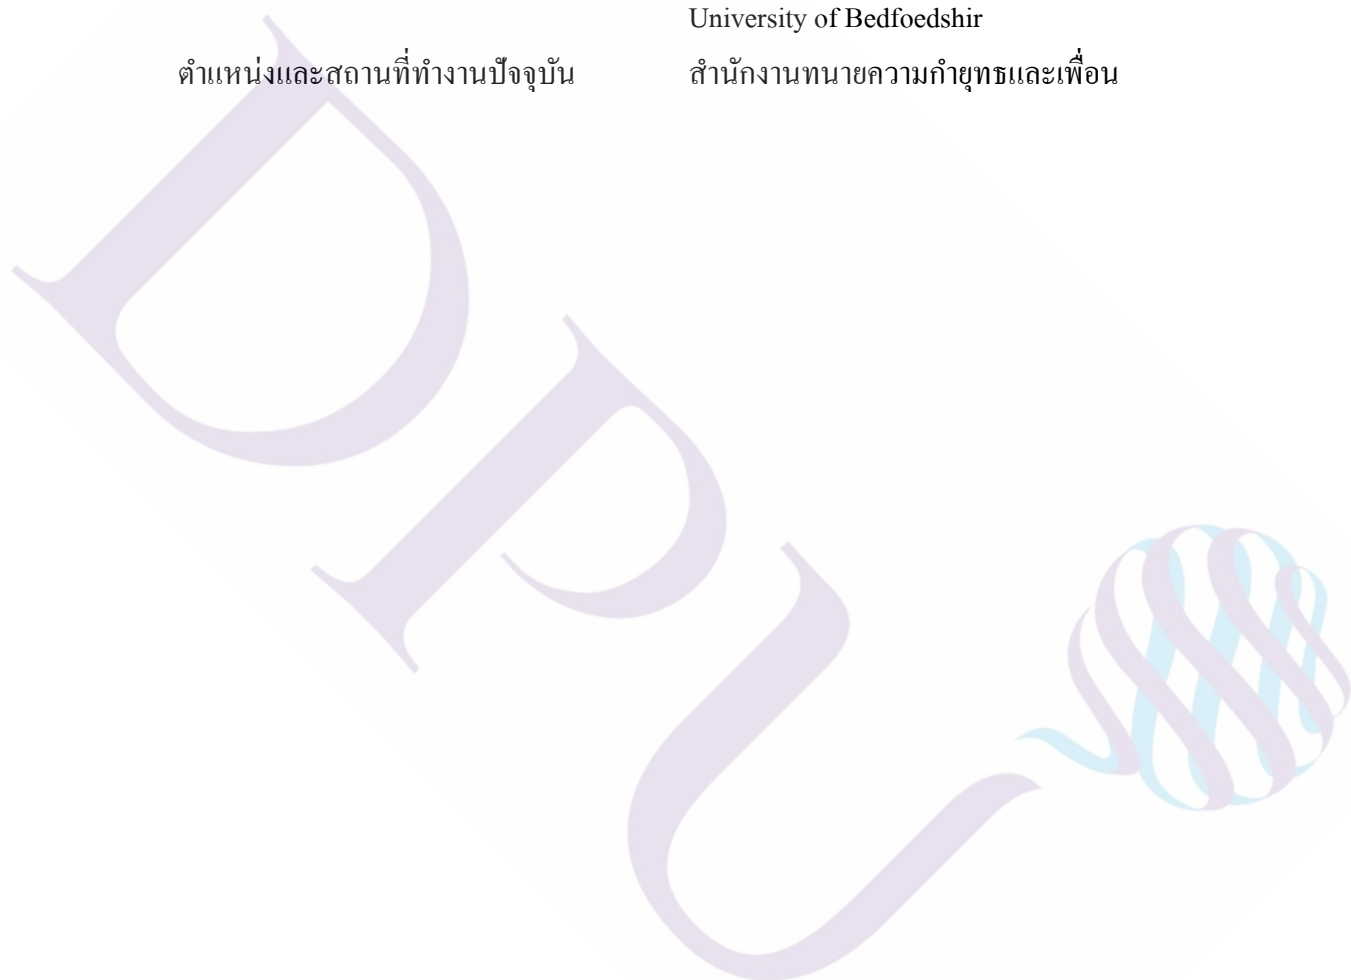 University of Bedfoedshir
ตำแหน่งและสถานที่ทำงานปัจจุบัน สำนักงานทนายความกำยุทธและเพื่อน
DPU